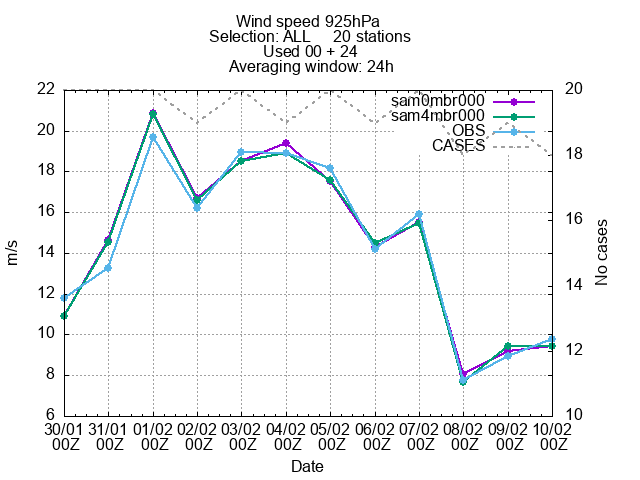 Wind speed 925hPa
Selection: ALL 20 stations
Used 00 + 24
Averaging window: 24h
sam0mbr000
sam4mbr000
OBS
CASES
22
20
18
16
14
12
10
8
6
m/s
20
18
16
14
12
10
No cases
30/01 31/01 01/02 02/02 03/02 04/02 05/02 06/02 07/02 08/02 09/02 10/02
00Z 00Z 00Z 00Z 00Z 00Z 00Z 00Z 00Z 00Z 00Z 00Z
Date